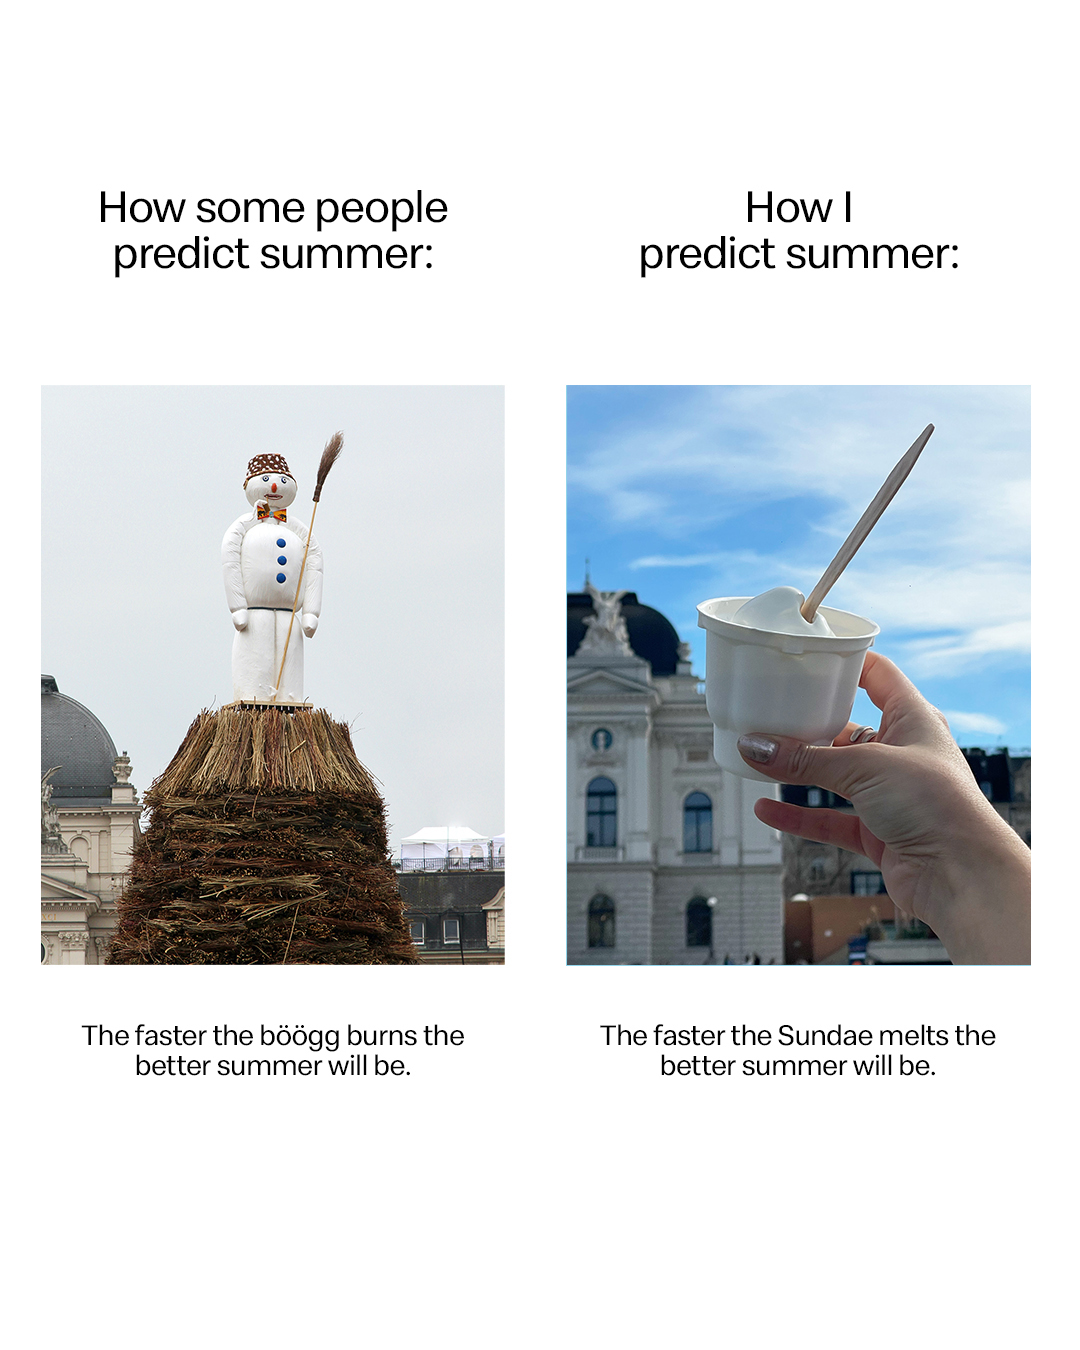 How some people
predict summer:
How I
predict summer:
The faster the böögg burns the
better summer will be.
The faster the Sundae melts the
better summer will be.